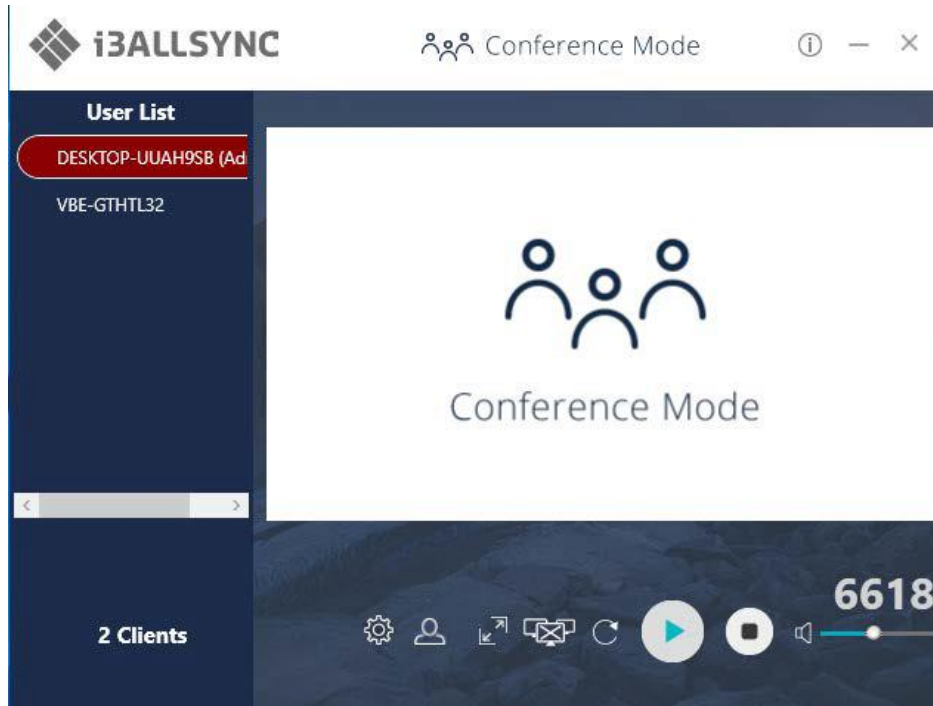 i3ALLSYNC
Conference Mode
User List
DESKTOP-UUAH9SB (Ad
VBE-GTHTL32
Conference Mode
6618
2 Clients